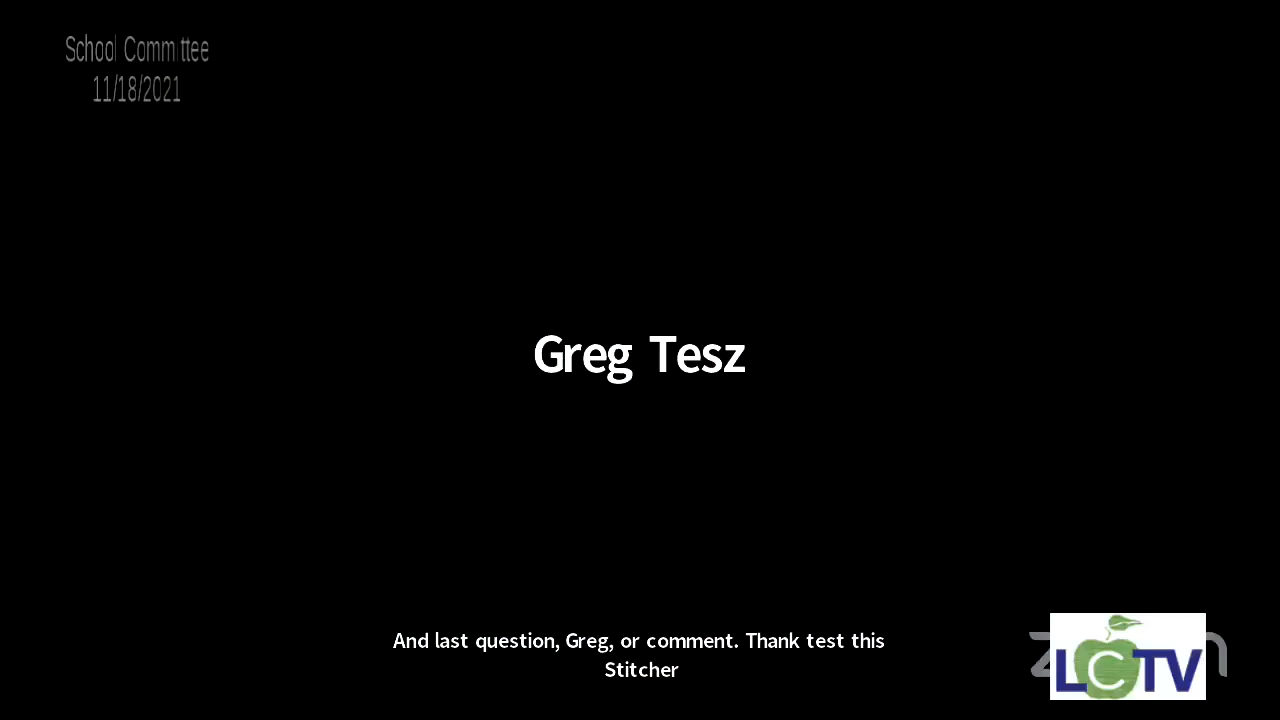 School Committee
11/18/2021
Greg Tesz
And last question, Greg, or comment. Thank test this
Stitcher
LCTV